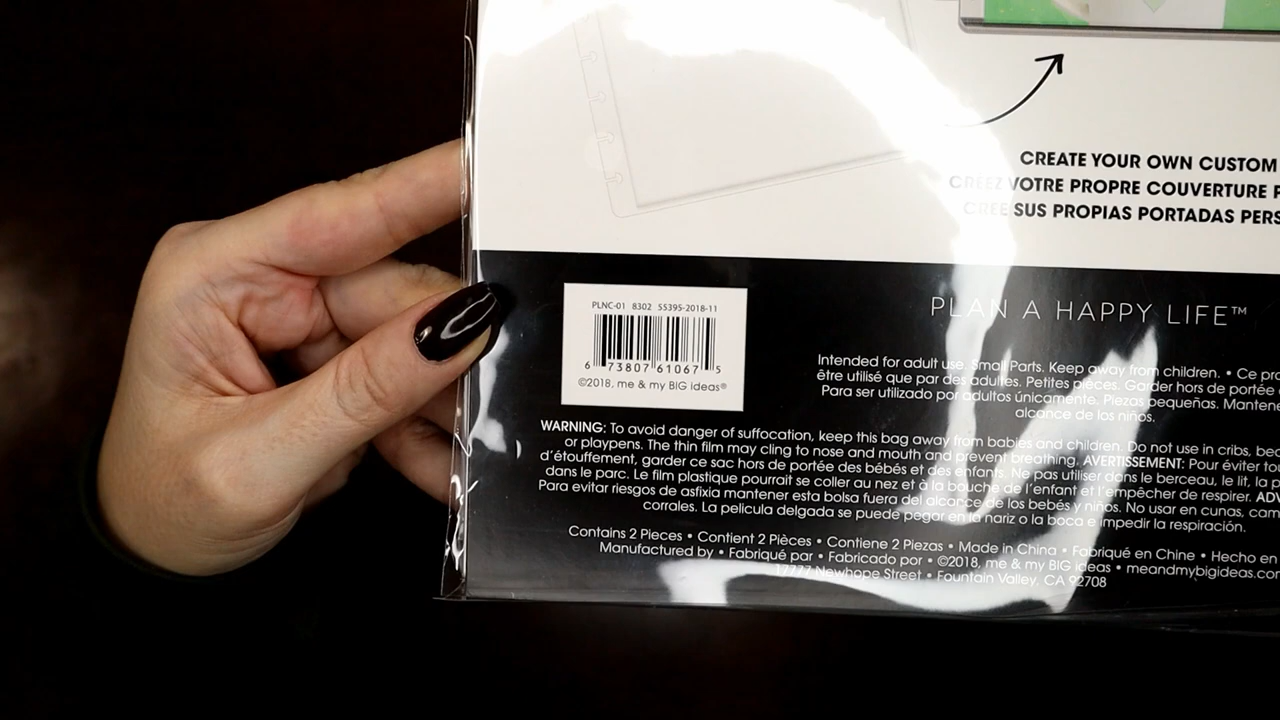 CREATE YOUR OWN CUSTOM
CREEZ VOTRE PROPRE COUVERTURE P
CREE SUS PROPIAS PORTADAS PERS
PLNC-01 8302 55395-2018-11
6 73807 61067 5
©2018, me & my BIG ideas®
PLAN A HAPPY LIFE™
Intended for adult use. Small Parts. Keep away from children. • Ce pro
être utilisé que par des adultes. Petites pièces. Garder hors de portée
Para ser utilizado por adultos únicamente. Piezas pequeñas. Mantene
alcance de los niños.
WARNING: To avoid danger of suffocation, keep this bag away from babies and children. Do not use in cribs, bec
or playpens. The thin film may cling to nose and mouth and prevent breathing. AVERTISSEMENT: Pour éviter to
d'étouffement, garder ce sac hors de portée des bébés et des enfants. Ne pas utiliser dans le berceau, le lit, la p
dans le parc. Le film plastique pourrait se coller au nez et à la bouche de l'enfant et l'empêcher de respirer. ADV
Para evitar riesgos de asfixia mantener esta bolsa fuera del alcance de los bebés y niños. No usar en cunas, cam
corrales. La pelicula delgada se puede pegar en la nariz o la boca e impedir la respiración.
Contains 2 Pieces • Contient 2 Pièces • Contiene 2 Piezas • Made in China • Fabriqué en Chine • Hecho en
Manufactured by • Fabriqué par • Fabricado por • ©2018, me & my BIG ideas • meandmybigideas.com
17777 Newhope Street • Fountain Valley, CA 92708